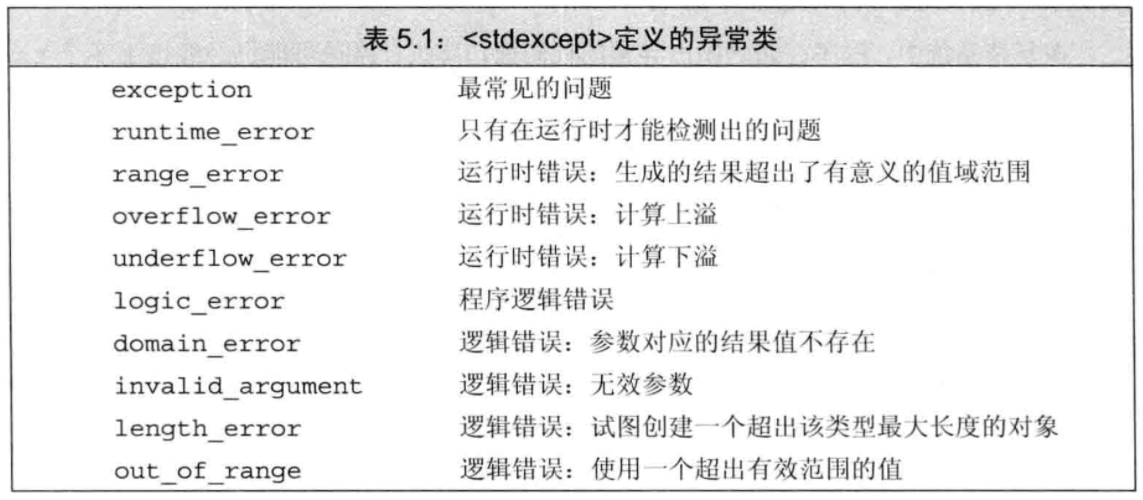 表 5.1：<stdexcept>定义的异常类
exception 最常见的问题
runtime_error 只有在运行时才能检测出的问题
range_error 运行时错误：生成的结果超出了有意义的值域范围
overflow_error 运行时错误：计算上溢
underflow_error 运行时错误：计算下溢
logic_error 程序逻辑错误
domain_error 逻辑错误：参数对应的结果值不存在
invalid_argument 逻辑错误：无效参数
length_error 逻辑错误：试图创建一个超出该类型最大长度的对象
out_of_range 逻辑错误：使用一个超出有效范围的值